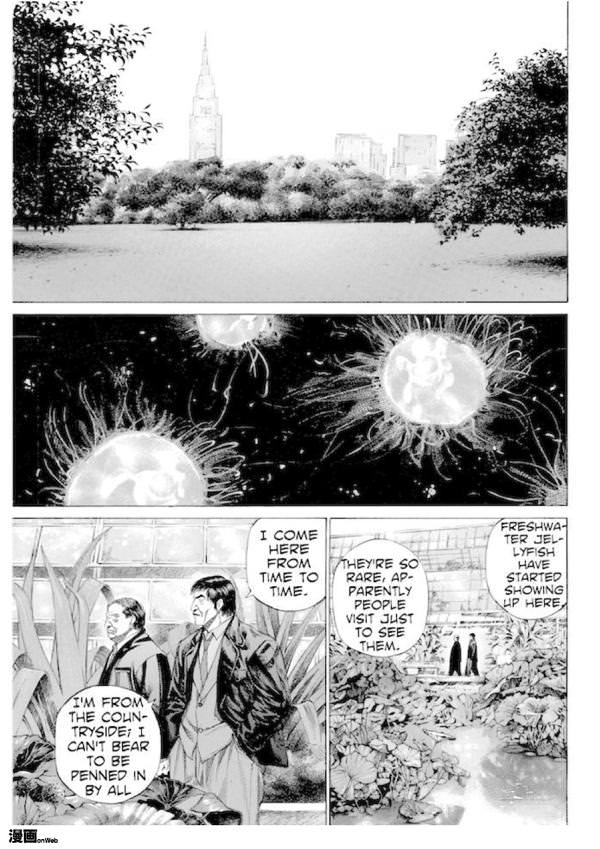 FRESHWA-
TER JEL-
LYFISH
HAVE
STARTED
SHOWING
UP HERE.
THEY'RE SO
RARE, AP-
PARENTLY
PEOPLE
VISIT JUST
TO SEE
THEM.
I COME
HERE
FROM
TIME TO
TIME.
I'M FROM
THE COUN-
TRYSIDE; I
CAN'T BEAR
TO BE
PENNED IN
BY ALL
漫画onWeb